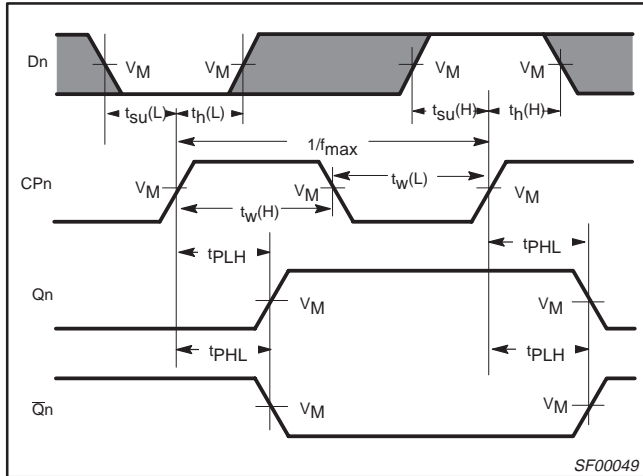 Dn
VM VM VM VM
tsu(L) th(L) tsu(H) th(H)
1/fmax
CPn
VM VM tw(L) VM
tw(H)
tPLH tPHL
Qn
VM VM
tPHL tPLH
Q̅n
VM VM
SF00049